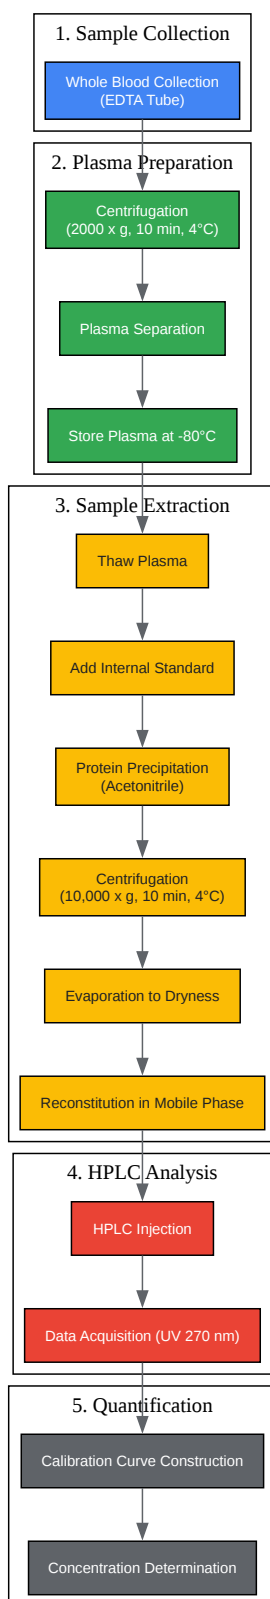 1. Sample Collection
Whole Blood Collection
(EDTA Tube)
2. Plasma Preparation
Centrifugation
(2000 x g, 10 min, 4°C)
Plasma Separation
Store Plasma at -80°C
3. Sample Extraction
Thaw Plasma
Add Internal Standard
Protein Precipitation
(Acetonitrile)
Centrifugation
(10,000 x g, 10 min, 4°C)
Evaporation to Dryness
Reconstitution in Mobile Phase
4. HPLC Analysis
HPLC Injection
Data Acquisition (UV 270 nm)
5. Quantification
Calibration Curve Construction
Concentration Determination